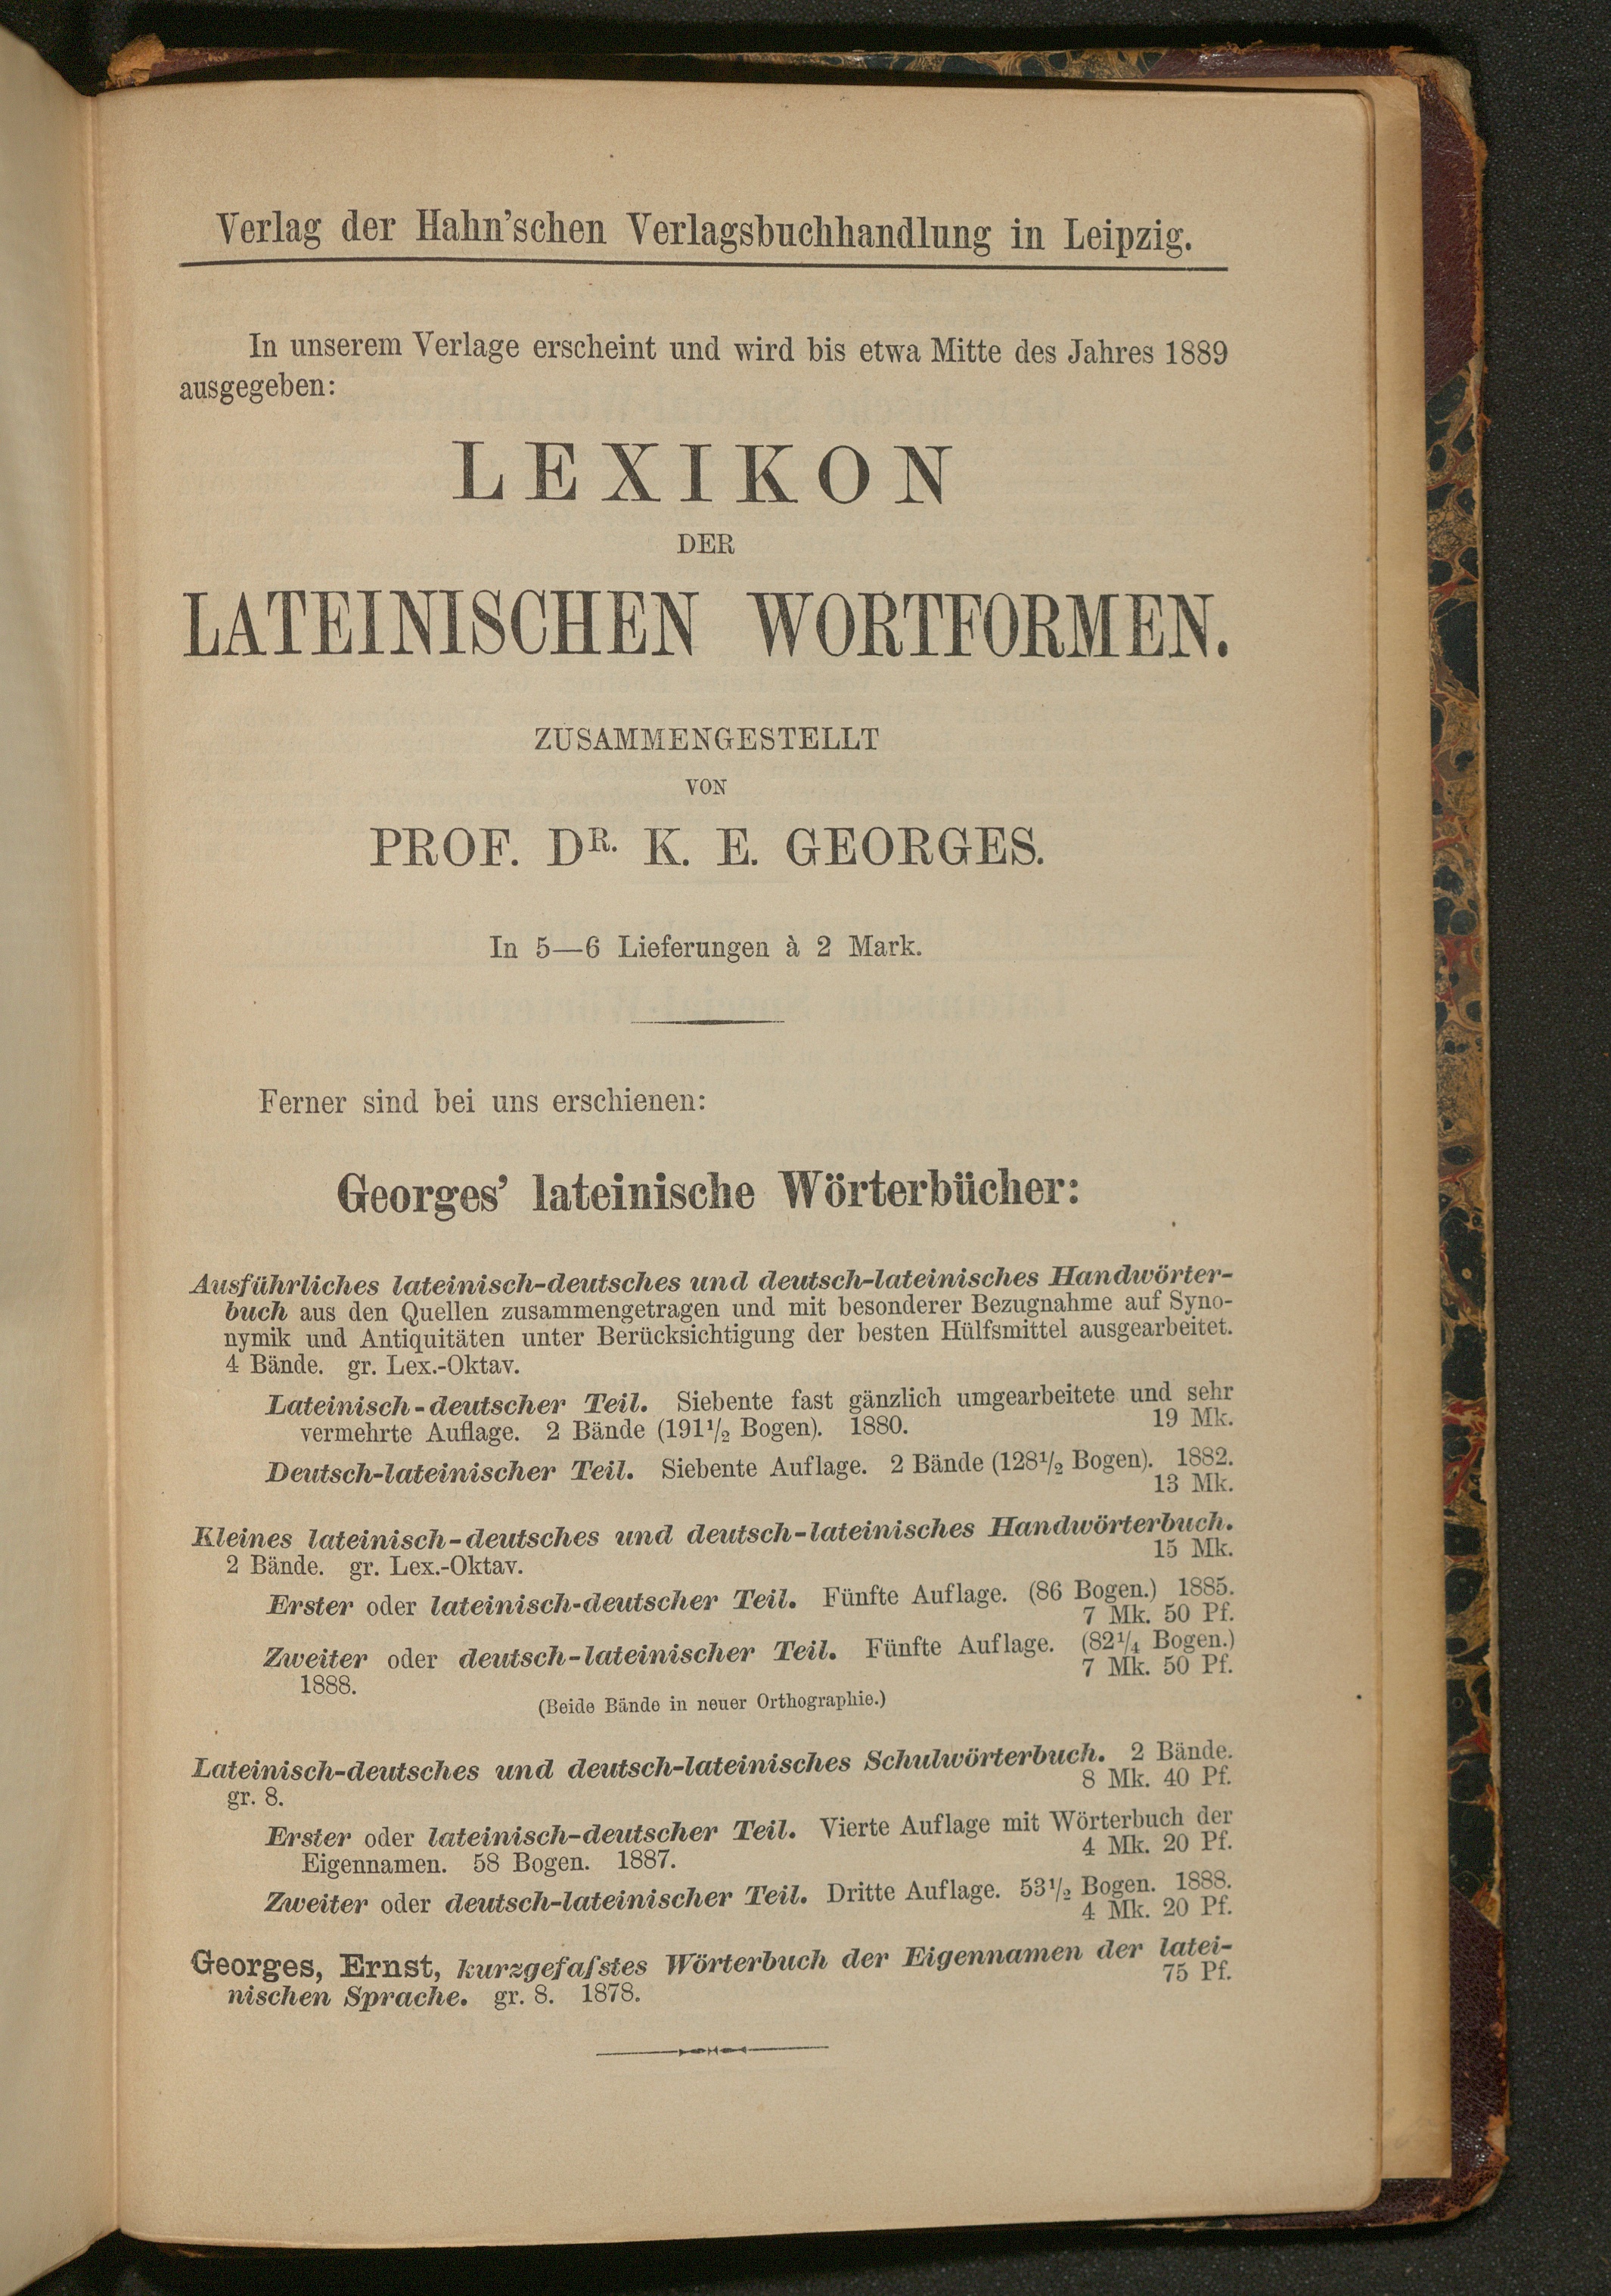 Verlag der Hahn'schen Verlagsbuchhandlung in Leipzig.
In unserem Verlage erscheint und wird bis etwa Mitte des Jahres 1889
ausgegeben:
LEXIKON
DER
LATEINISCHEN WORTFORMEN.
ZUSAMMENGESTELLT
VON
PROF. DR. K. E. GEORGES.
In 5—6 Lieferungen à 2 Mark.
Ferner sind bei uns erschienen:
Georges' lateinische Wörterbücher:
Ausführliches lateinisch-deutsches und deutsch-lateinisches Handwörter-
buch aus den Quellen zusammengetragen und mit besonderer Bezugnahme auf Syno-
nymik und Antiquitäten unter Berücksichtigung der besten Hülfsmittel ausgearbeitet.
4 Bände. gr. Lex.-Oktav.
Lateinisch-deutscher Teil. Siebente fast gänzlich umgearbeitete und sehr
vermehrte Auflage. 2 Bände (191½ Bogen). 1880. 19 Mk.
Deutsch-lateinischer Teil. Siebente Auflage. 2 Bände (128½ Bogen). 1882.
13 Mk.
Kleines lateinisch-deutsches und deutsch-lateinisches Handwörterbuch.
2 Bände. gr. Lex.-Oktav. 15 Mk.
Erster oder lateinisch-deutscher Teil. Fünfte Auflage. (86 Bogen.) 1885.
7 Mk. 50 Pf.
Zweiter oder deutsch-lateinischer Teil. Fünfte Auflage. (82¼ Bogen.)
1888. 7 Mk. 50 Pf.
(Beide Bände in neuer Orthographie.)
Lateinisch-deutsches und deutsch-lateinisches Schulwörterbuch. 2 Bände.
gr. 8. 8 Mk. 40 Pf.
Erster oder lateinisch-deutscher Teil. Vierte Auflage mit Wörterbuch der
Eigennamen. 58 Bogen. 1887. 4 Mk. 20 Pf.
Zweiter oder deutsch-lateinischer Teil. Dritte Auflage. 53½ Bogen. 1888.
4 Mk. 20 Pf.
Georges, Ernst, kurzgefaſstes Wörterbuch der Eigennamen der latei-
nischen Sprache. gr. 8. 1878. 75 Pf.